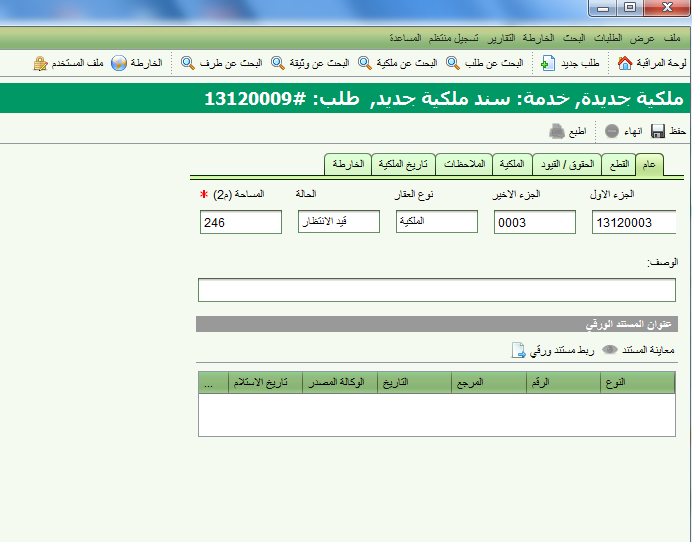 ملف عرض الطلبات البحث الخارطة التقارير تسجيل منتظم المساعدة
لوحة المراقبة طلب جديد البحث عن طلب البحث عن ملكية البحث عن وثيقة البحث عن طرف الخارطة ملف المستخدم
ملكية جديدة, خدمة: سند ملكية جديد, طلب: #13120009
حفظ انهاء اطبع
عام القطع الحقوق / القيود الملكية الملاحظات تاريخ الملكية الخارطة
الجزء الاول الجزء الاخير نوع العقار الحالة المساحة (م2) *
13120003 0003 الملكية قيد الانتظار 246
الوصف:
عنوان المستند الورقي
معاينة المستند ربط مستند ورقي
النوع الرقم المرجع التاريخ الوكالة المصدر تاريخ الاستلام ...